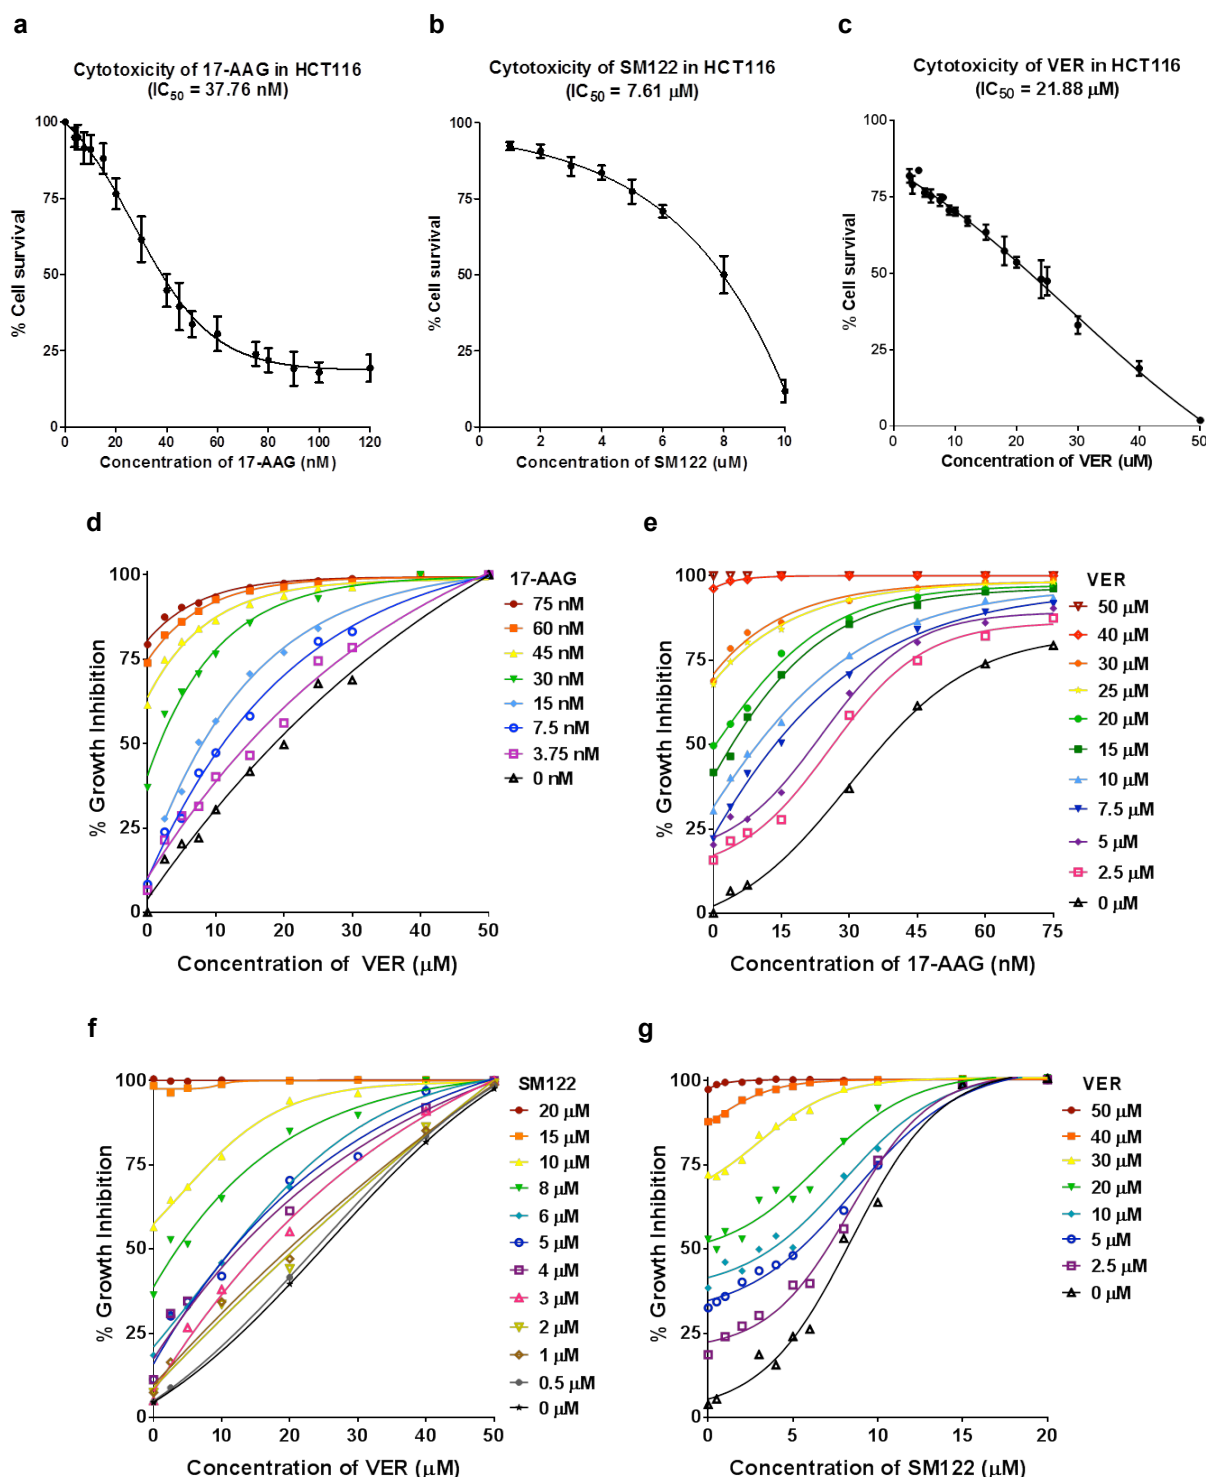 a
b
c
Cytotoxicity of 17-AAG in HCT116
(IC50 = 37.76 nM)
Cytotoxicity of SM122 in HCT116
(IC50 = 7.61 μM)
Cytotoxicity of VER in HCT116
(IC50 = 21.88 μM)
% Cell survival
100
75
50
25
0
0 20 40 60 80 100 120
Concentration of 17-AAG (nM)
% Cell survival
100
75
50
25
0
0 2 4 6 8 10
Concentration of SM122 (uM)
% Cell survival
100
75
50
25
0
0 10 20 30 40 50
Concentration of VER (uM)
d
% Growth Inhibition
100
75
50
25
0
0 10 20 30 40 50
Concentration of VER (μM)
17-AAG
75 nM
60 nM
45 nM
30 nM
15 nM
7.5 nM
3.75 nM
0 nM
e
% Growth Inhibition
100
75
50
25
0
0 15 30 45 60 75
Concentration of 17-AAG (nM)
VER
50 μM
40 μM
30 μM
25 μM
20 μM
15 μM
10 μM
7.5 μM
5 μM
2.5 μM
0 μM
f
% Growth Inhibition
100
75
50
25
0
0 10 20 30 40 50
Concentration of VER (μM)
SM122
20 μM
15 μM
10 μM
8 μM
6 μM
5 μM
4 μM
3 μM
2 μM
1 μM
0.5 μM
0 μM
g
% Growth Inhibition
100
75
50
25
0
0 5 10 15 20
Concentration of SM122 (μM)
VER
50 μM
40 μM
30 μM
20 μM
10 μM
5 μM
2.5 μM
0 μM